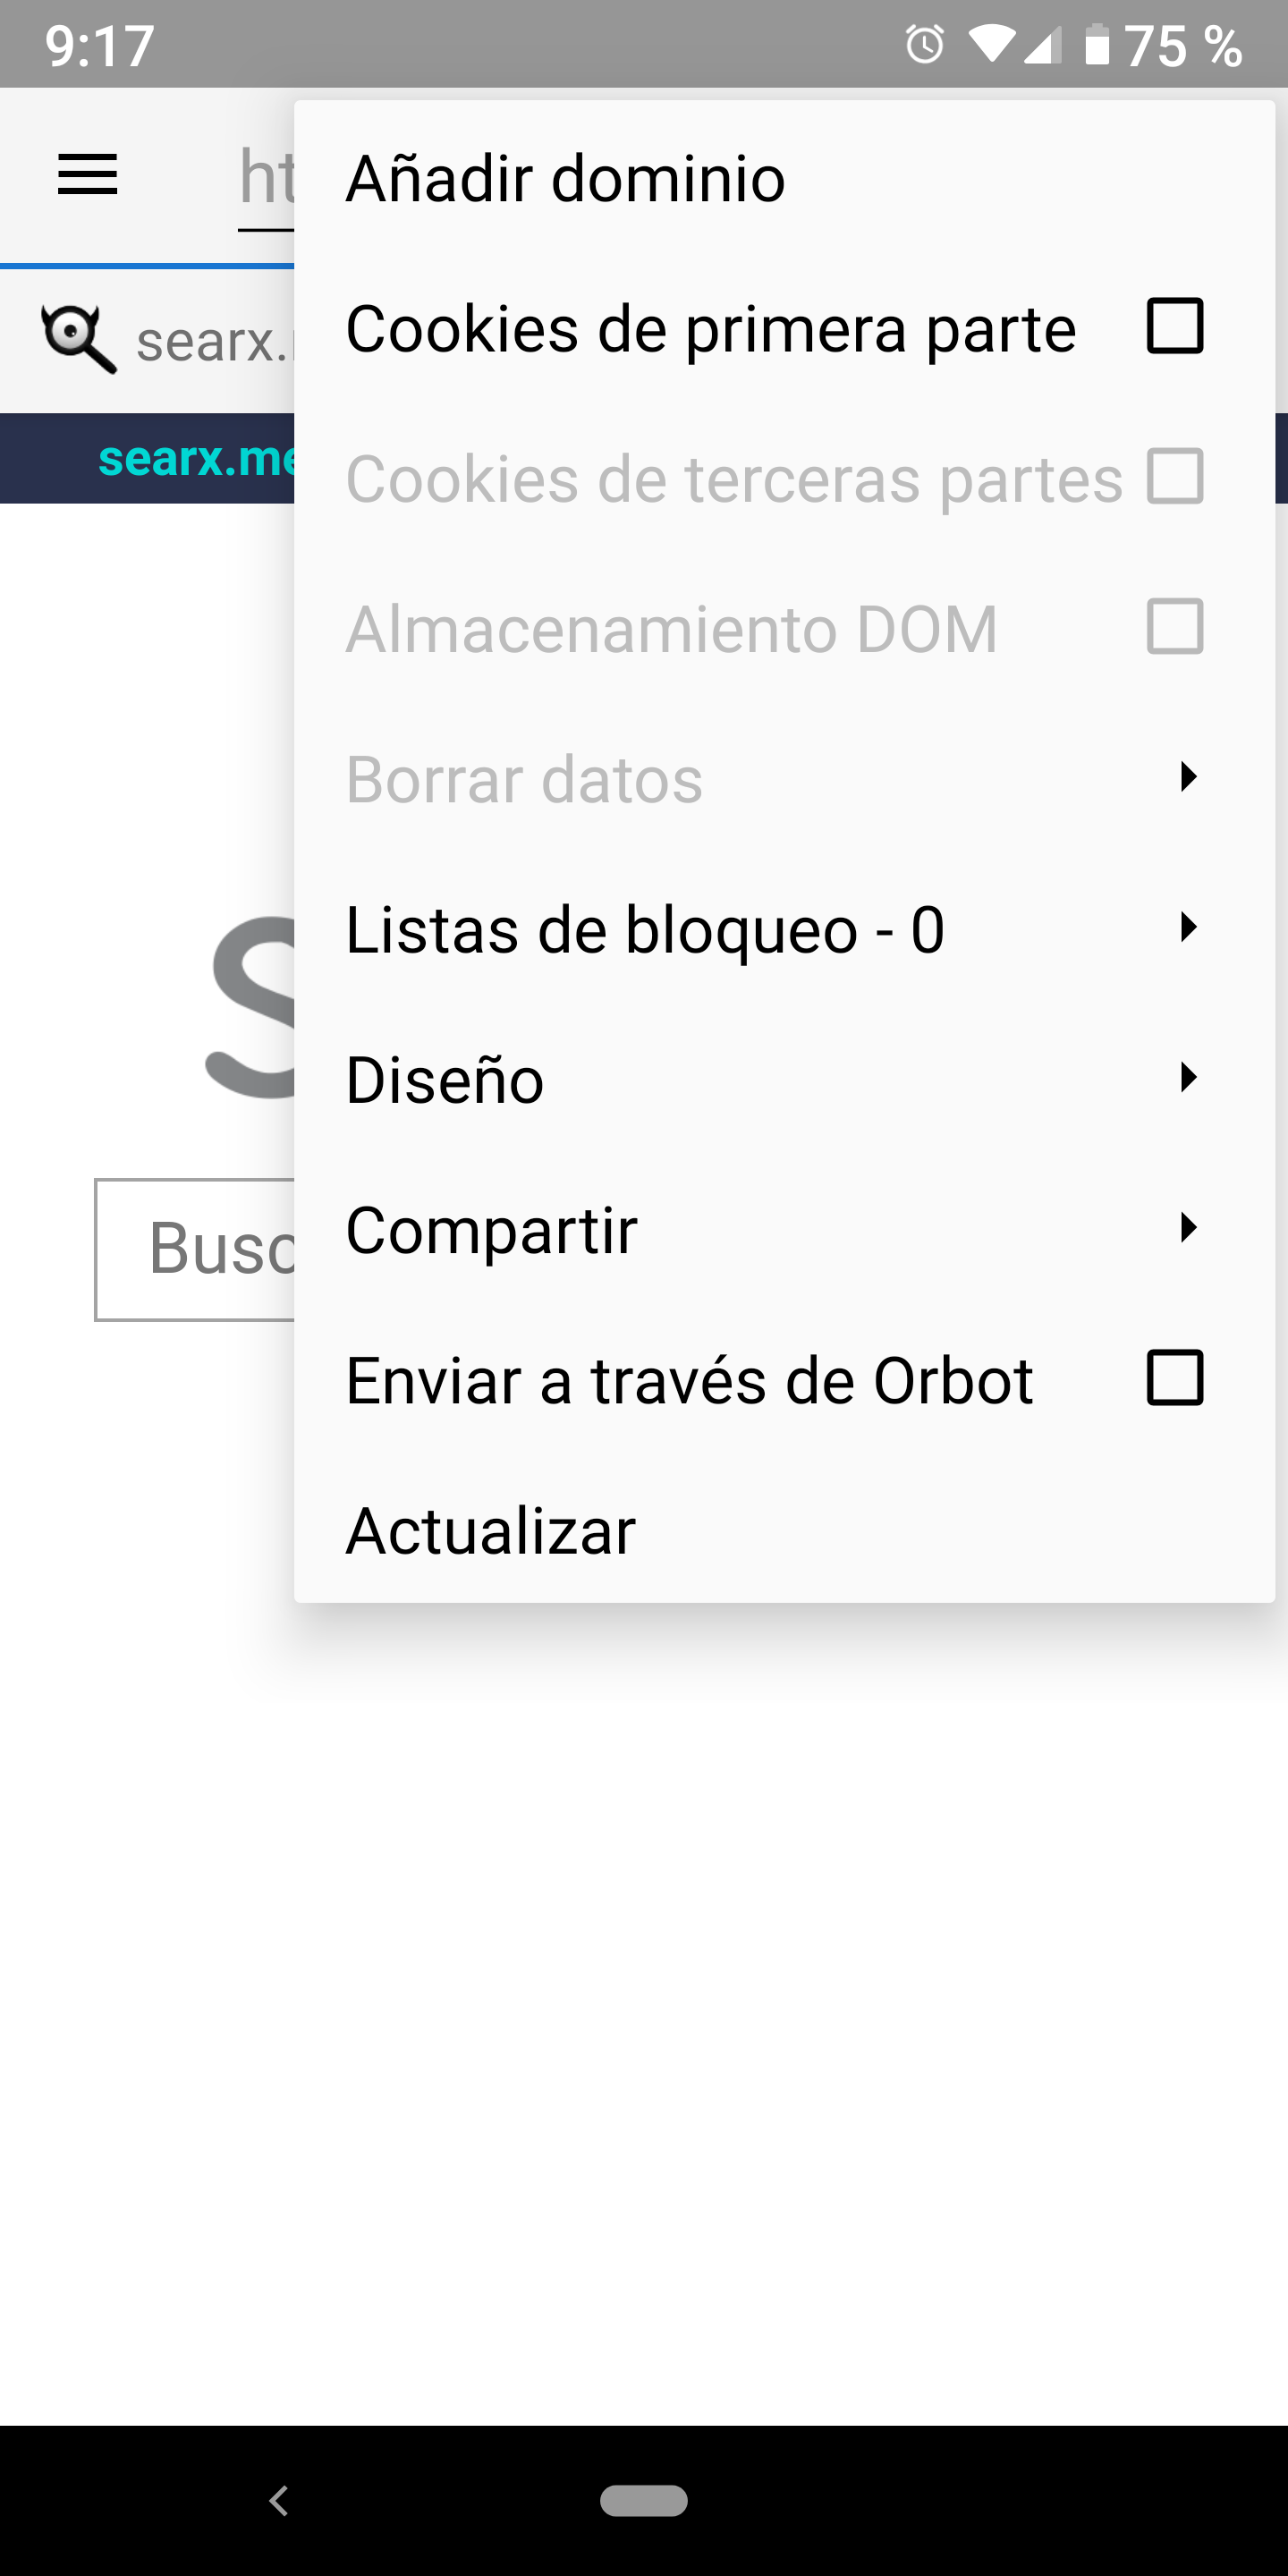 9:17
75 %
ht
Añadir dominio
searx.
Cookies de primera parte
searx.me
Cookies de terceras partes
Almacenamiento DOM
Borrar datos
Listas de bloqueo - 0
S
Diseño
Busc
Compartir
Enviar a través de Orbot
Actualizar